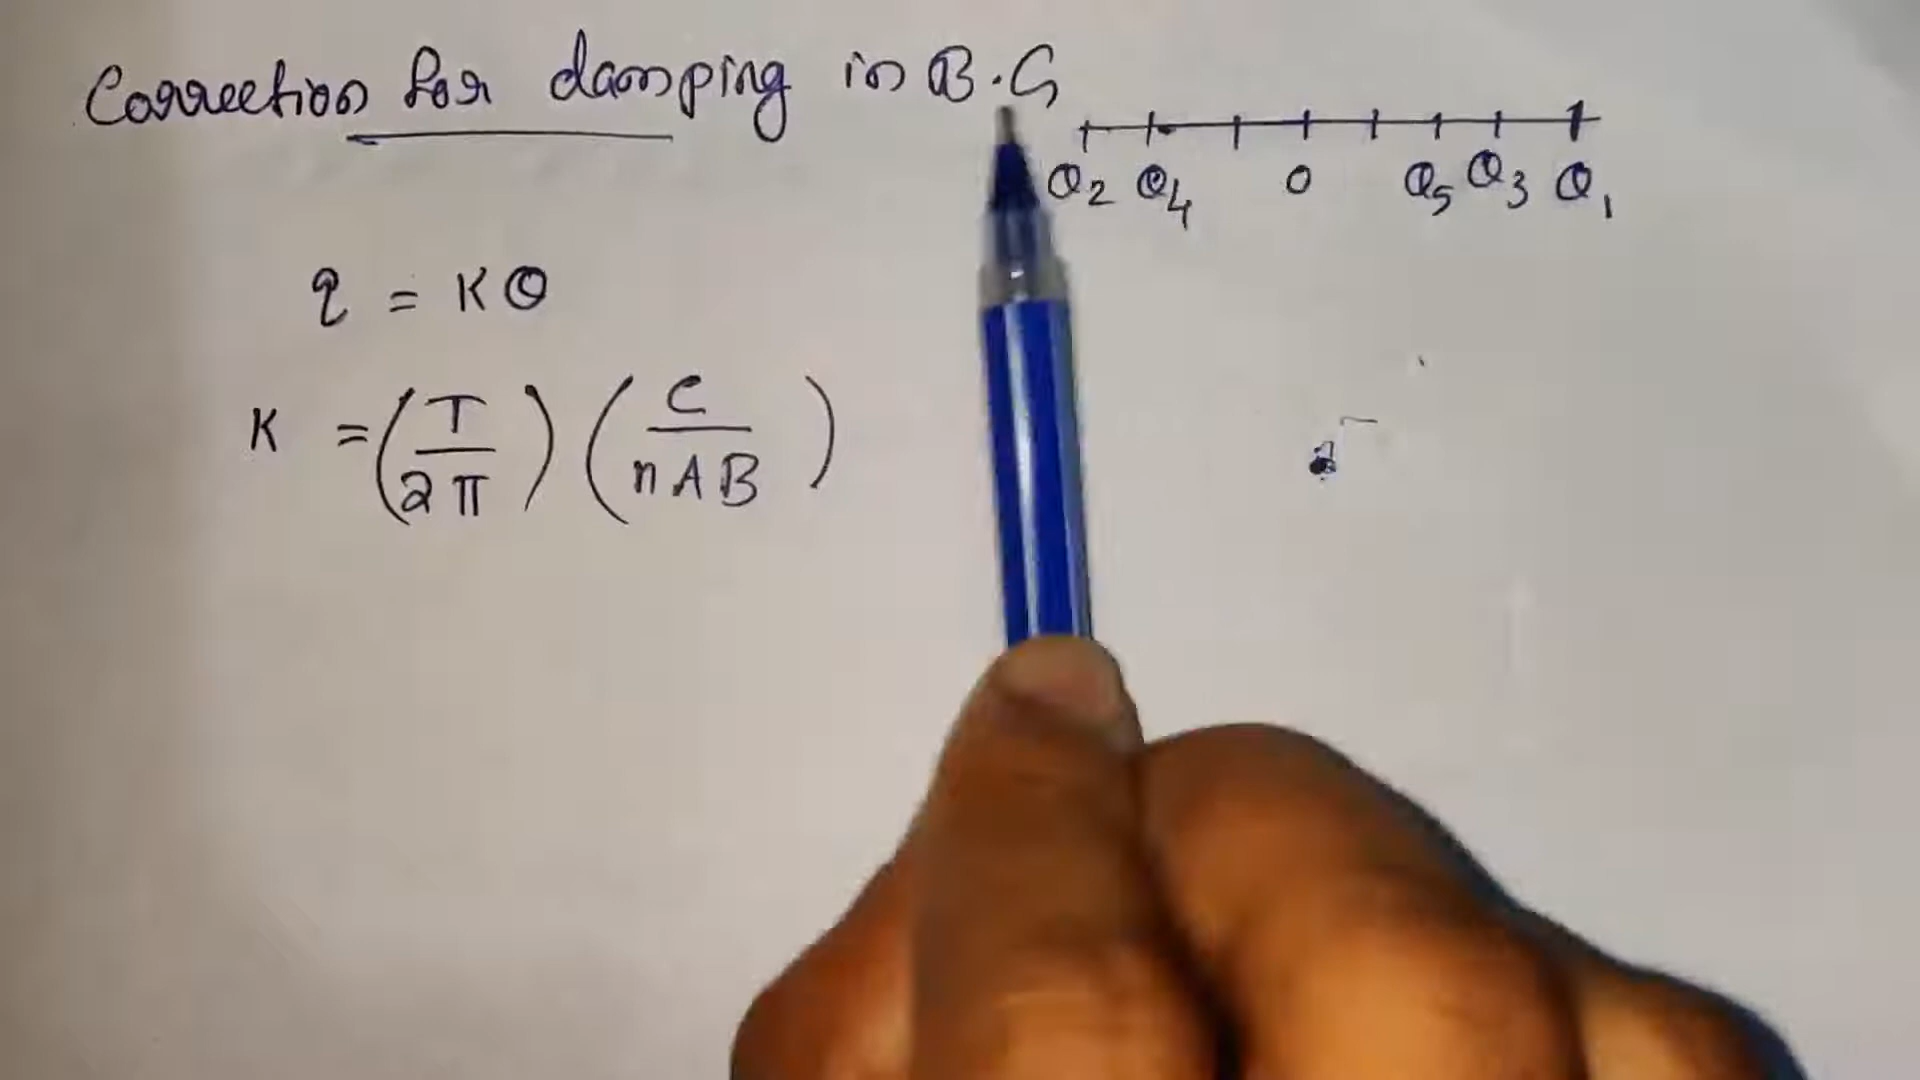 Correction for damping in B.G
θ2 θ4 0 θ5 θ3 θ1
q = Kθ
K = (T/2π) (C/nAB)